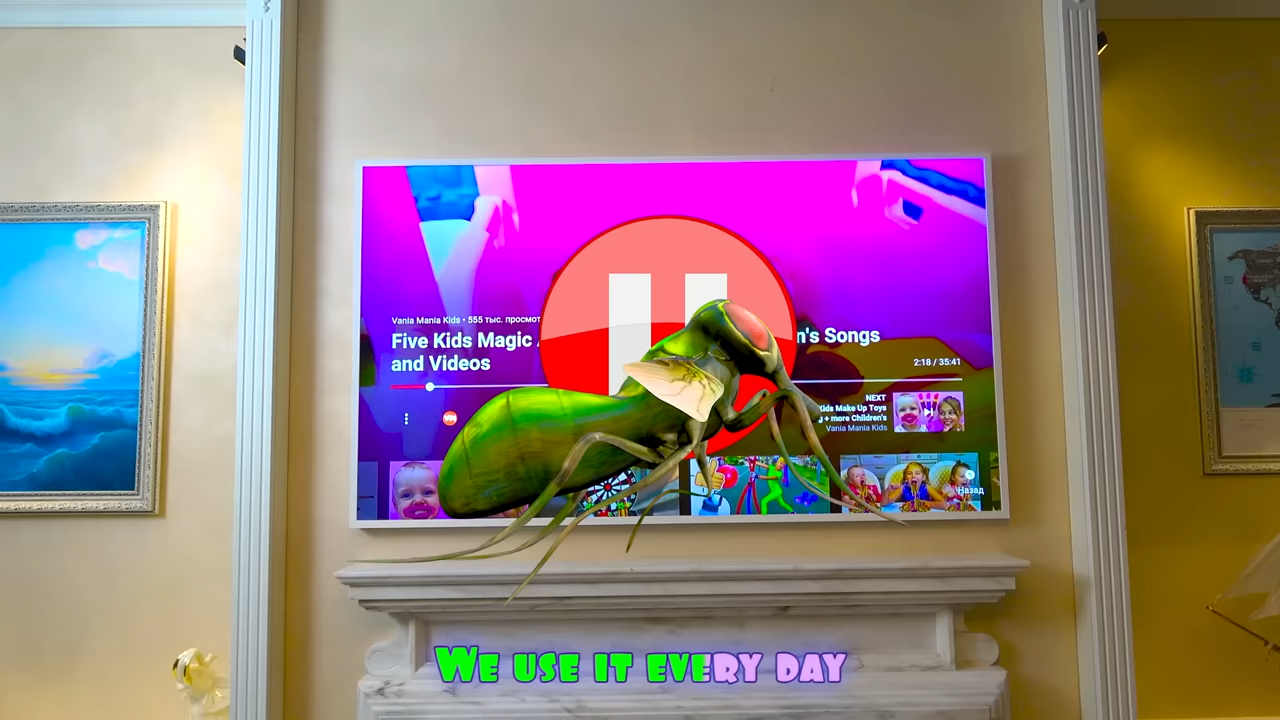 Vania Mania Kids • 555 тыс. просмот
Five Kids Magic
n's Songs
and Videos
2:18 / 35:41
NEXT
Kids Make Up Toys
+ more Children's
Vania Mania Kids
Назад
WE USE IT EVERY DAY